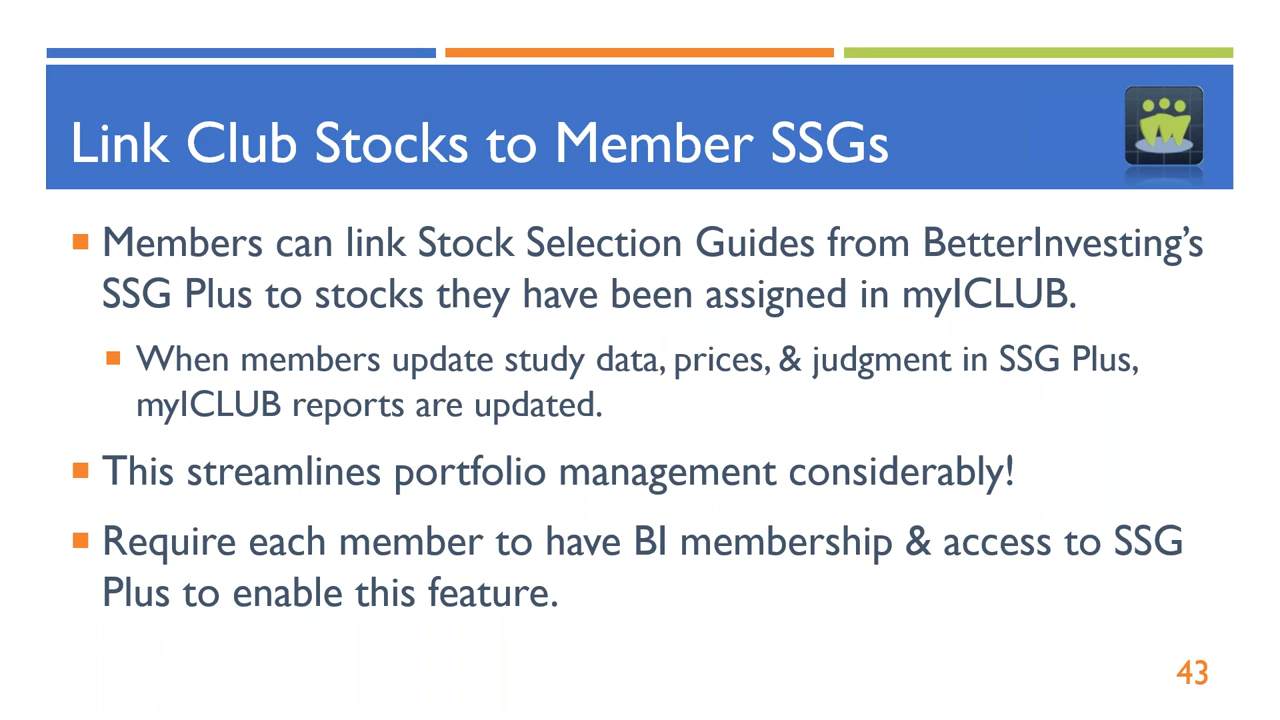 Link Club Stocks to Member SSGs
Members can link Stock Selection Guides from BetterInvesting’s
SSG Plus to stocks they have been assigned in myICLUB.
When members update study data, prices, & judgment in SSG Plus,
myICLUB reports are updated.
This streamlines portfolio management considerably!
Require each member to have BI membership & access to SSG
Plus to enable this feature.
43